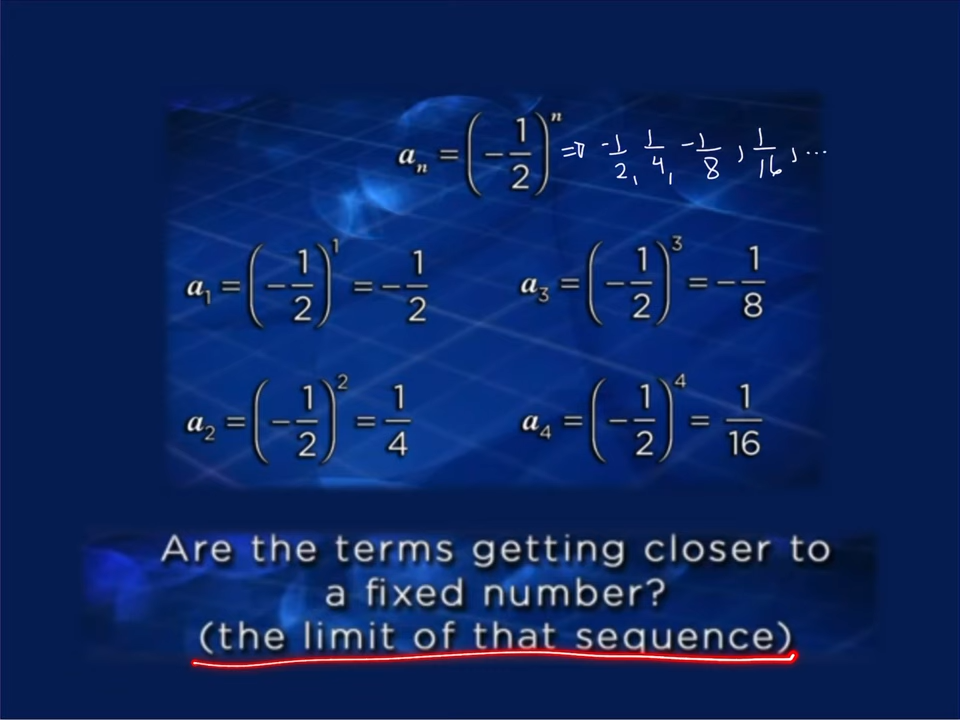 aₙ = (−1/2)ⁿ ⇒ -1/2, 1/4, -1/8, 1/16, ...
a₁ = (−1/2)¹ = −1/2 a₃ = (−1/2)³ = −1/8
a₂ = (−1/2)² = 1/4 a₄ = (−1/2)⁴ = 1/16
Are the terms getting closer to
a fixed number?
(the limit of that sequence)